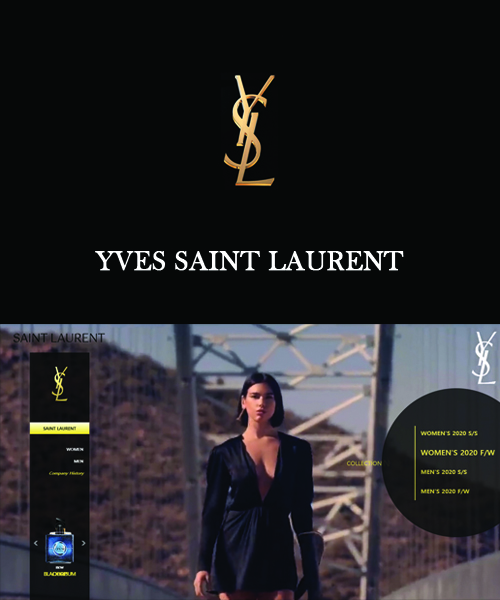 YSL
YVES SAINT LAURENT
SAINT LAURENT
YSL
YSL
SAINT LAURENT
WOMEN
MEN
Company History
COLLECTION
WOMEN'S 2020 S/S
WOMEN'S 2020 F/W
MEN'S 2020 S/S
MEN'S 2020 F/W